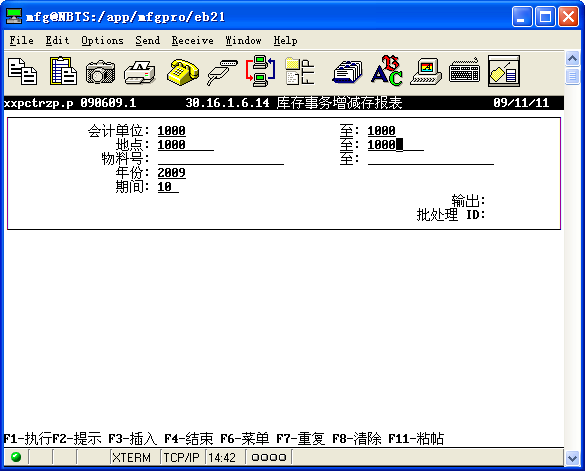 mfg@NBTS:/app/mfgpro/eb21
File Edit Options Send Receive Window Help
xxpctrzp.p 090609.1 30.16.1.6.14 库存事务增减存报表 09/11/11
会计单位: 1000 至: 1000
地点: 1000 至: 1000
物料号: 至:
年份: 2009
期间: 10
输出:
批处理 ID:
F1-执行F2-提示 F3-插入 F4-结束 F6-菜单 F7-重复 F8-清除 F11-粘帖
XTERM TCP/IP 14:42